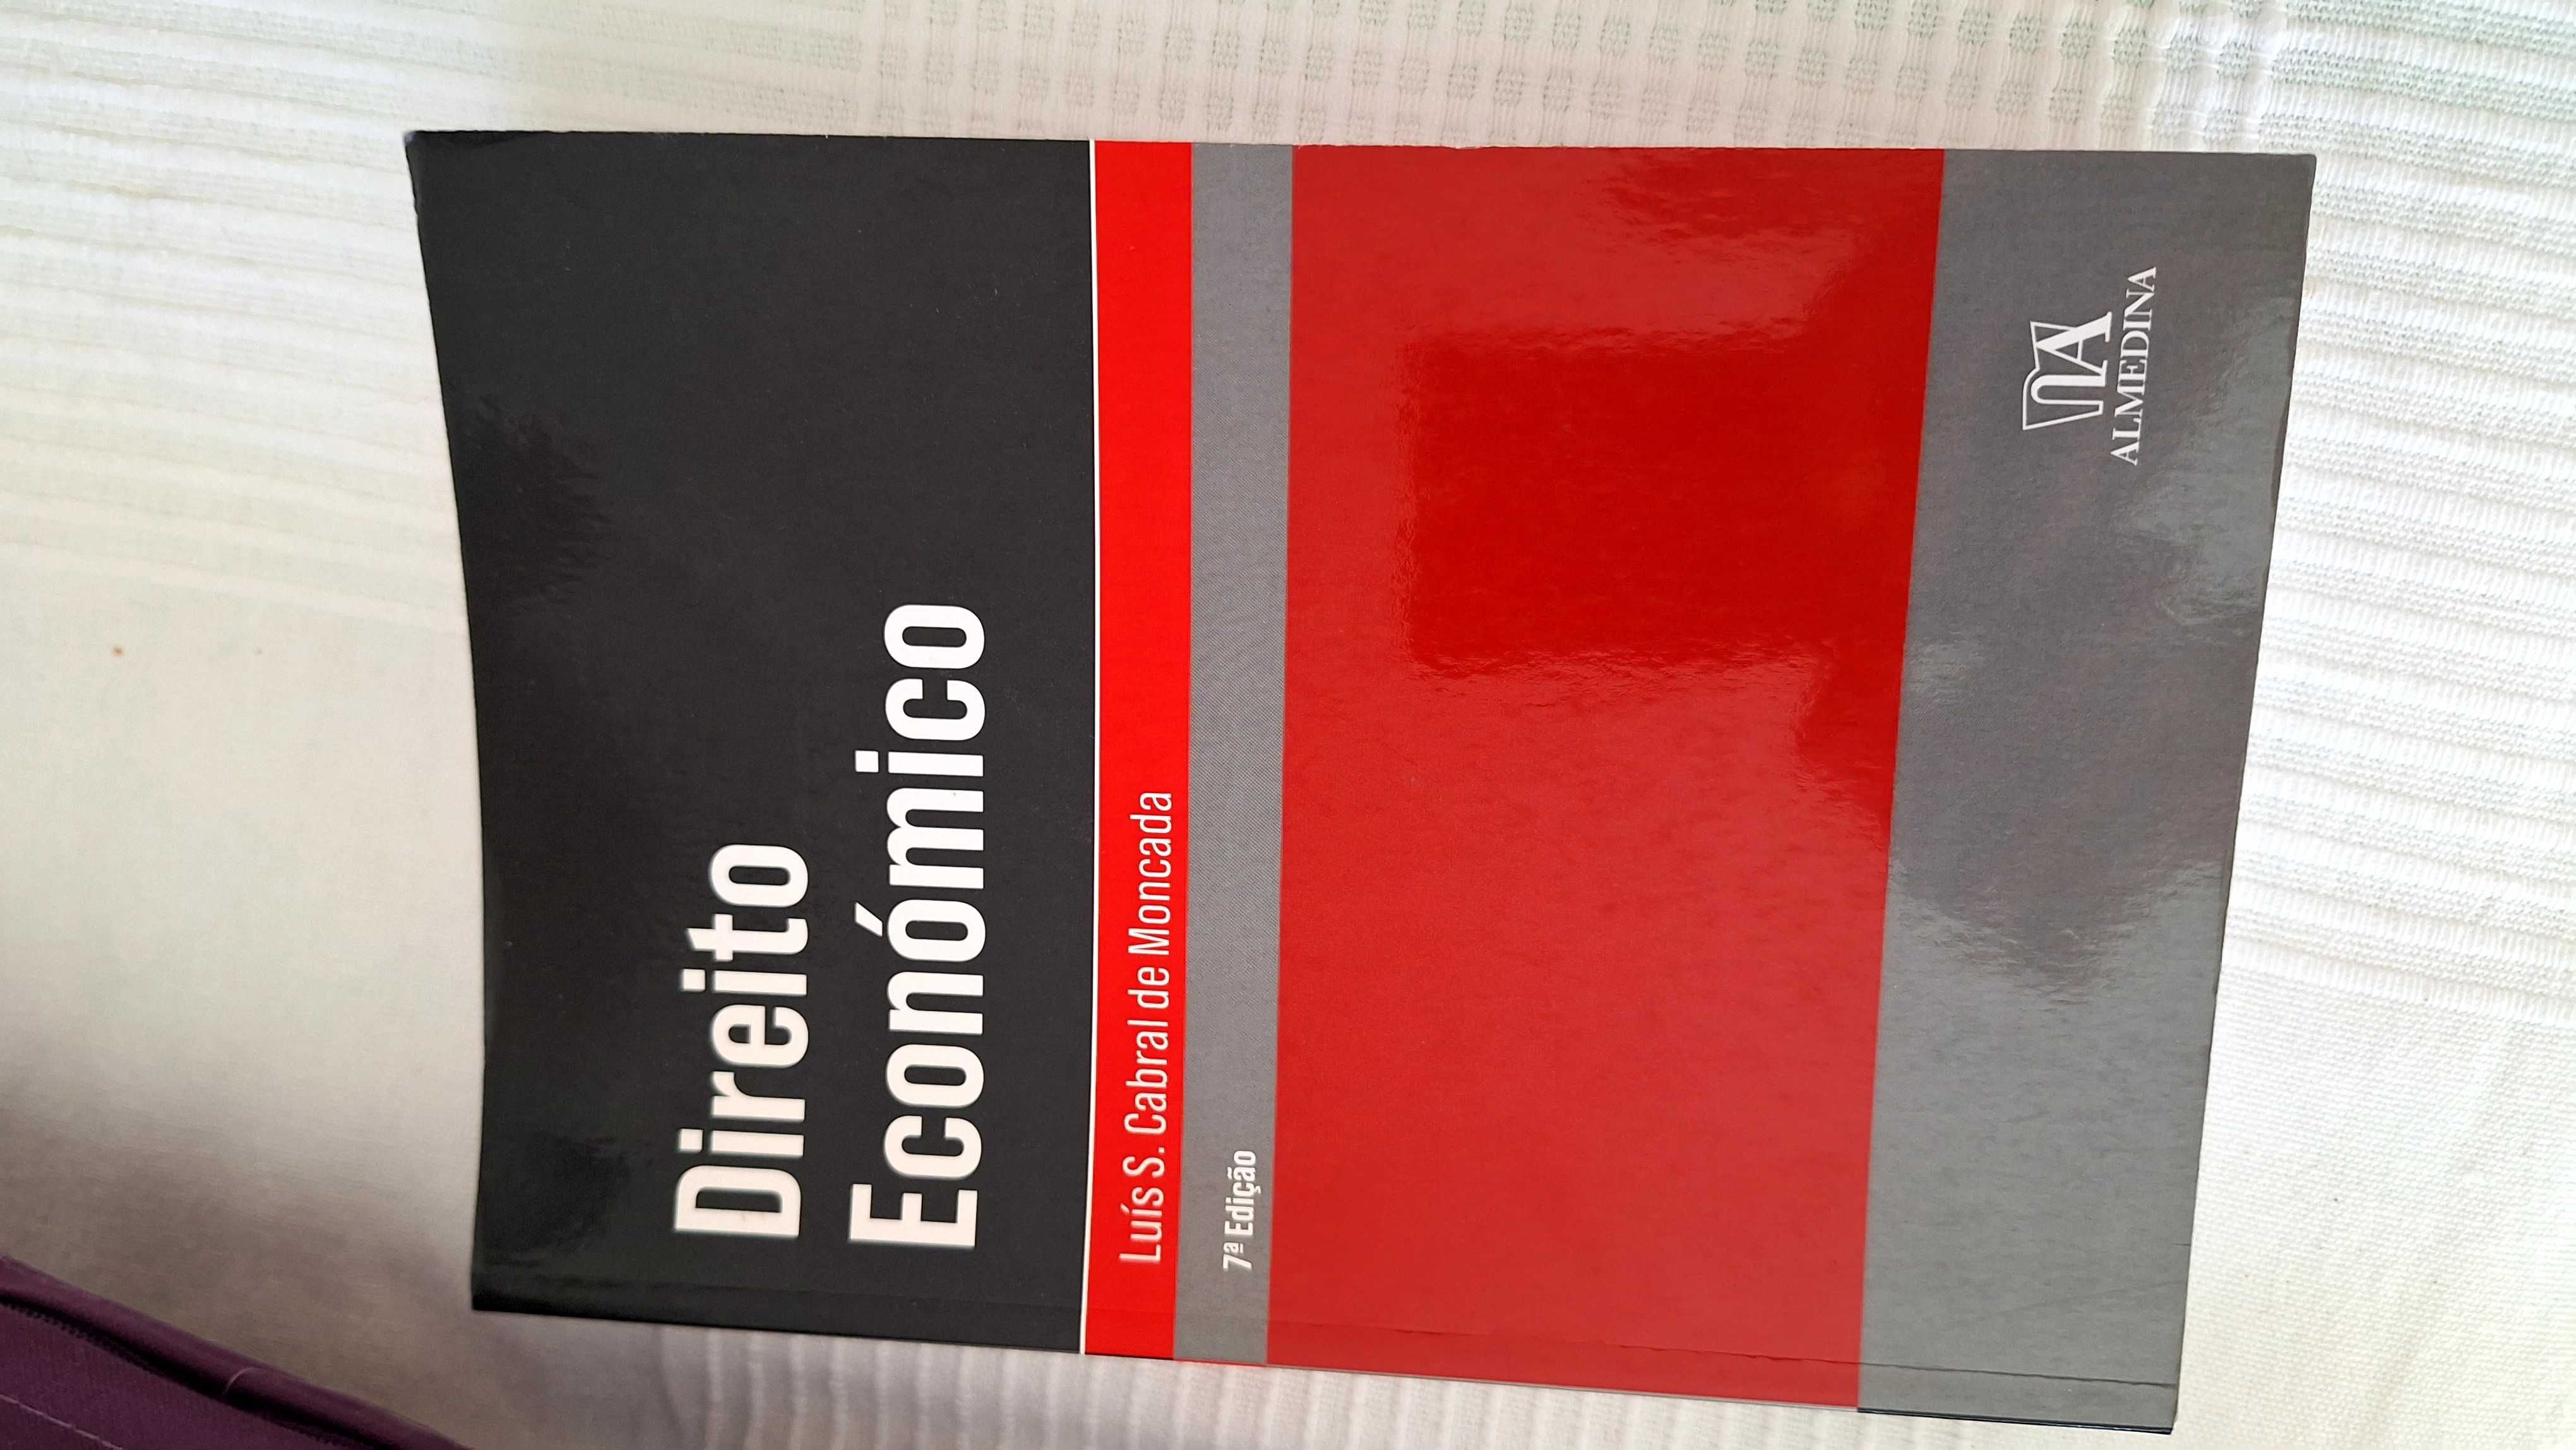 Direito
Económico
Luís S. Cabral de Moncada
7ª Edição
ALMEDINA